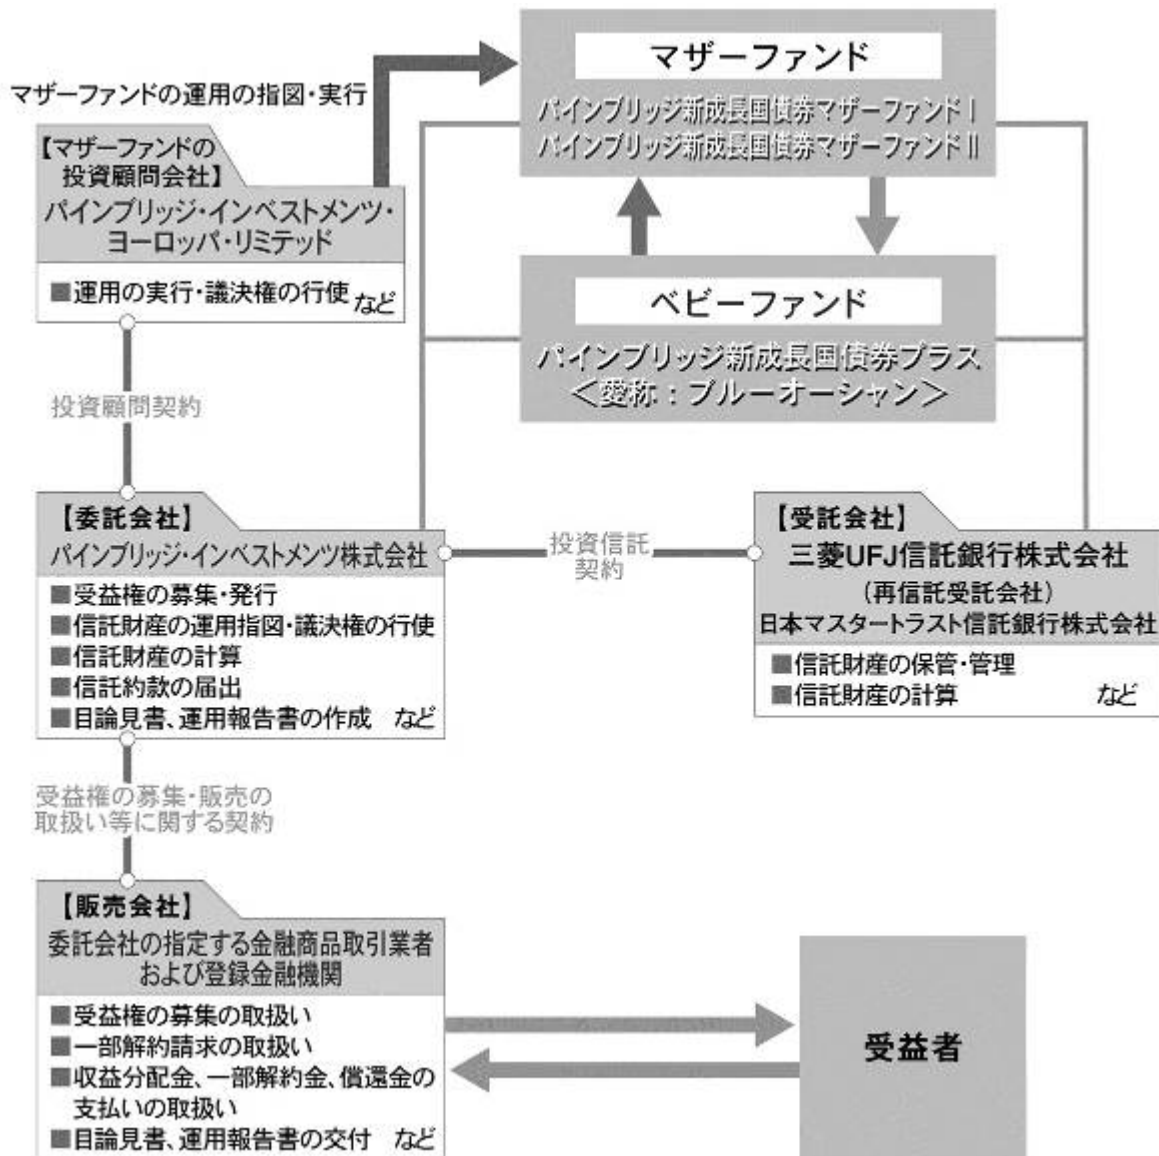 マザーファンドの運用の指図・実行
マザーファンド
パインブリッジ新成長国債券マザーファンドⅠ
パインブリッジ新成長国債券マザーファンドⅡ
【マザーファンドの
投資顧問会社】
パインブリッジ・インベストメンツ・
ヨーロッパ・リミテッド
■運用の実行・議決権の行使 など
ベビーファンド
パインブリッジ新成長国債券プラス
＜愛称：ブルーオーシャン＞
投資顧問契約
【委託会社】
パインブリッジ・インベストメンツ株式会社
■受益権の募集・発行
■信託財産の運用指図・議決権の行使
■信託財産の計算
■信託約款の届出
■目論見書、運用報告書の作成 など
投資信託
契約
【受託会社】
三菱UFJ信託銀行株式会社
（再信託受託会社）
日本マスタートラスト信託銀行株式会社
■信託財産の保管・管理
■信託財産の計算 など
受益権の募集・販売の
取扱い等に関する契約
【販売会社】
委託会社の指定する金融商品取引業者
および登録金融機関
■受益権の募集の取扱い
■一部解約請求の取扱い
■収益分配金、一部解約金、償還金の
支払いの取扱い
■目論見書、運用報告書の交付 など
受益者